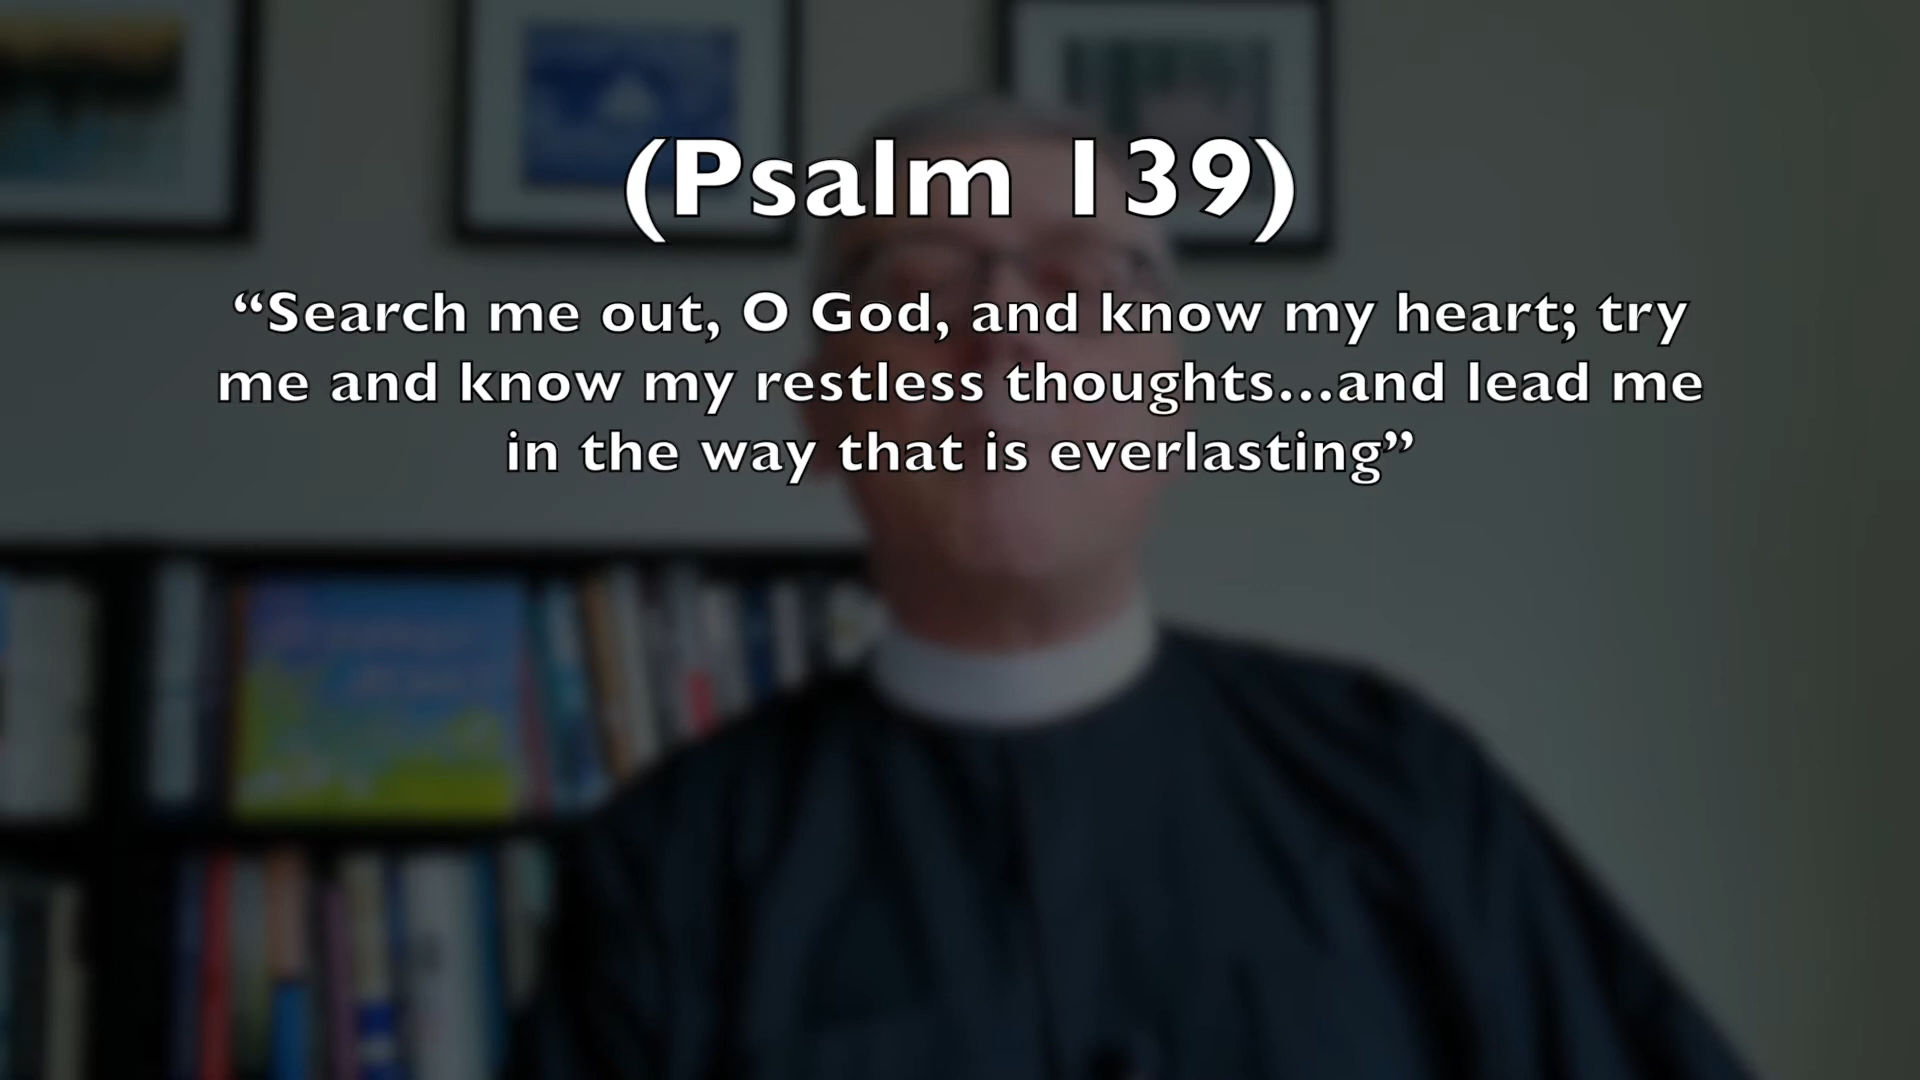 (Psalm 139)
“Search me out, O God, and know my heart; try
me and know my restless thoughts...and lead me
in the way that is everlasting”